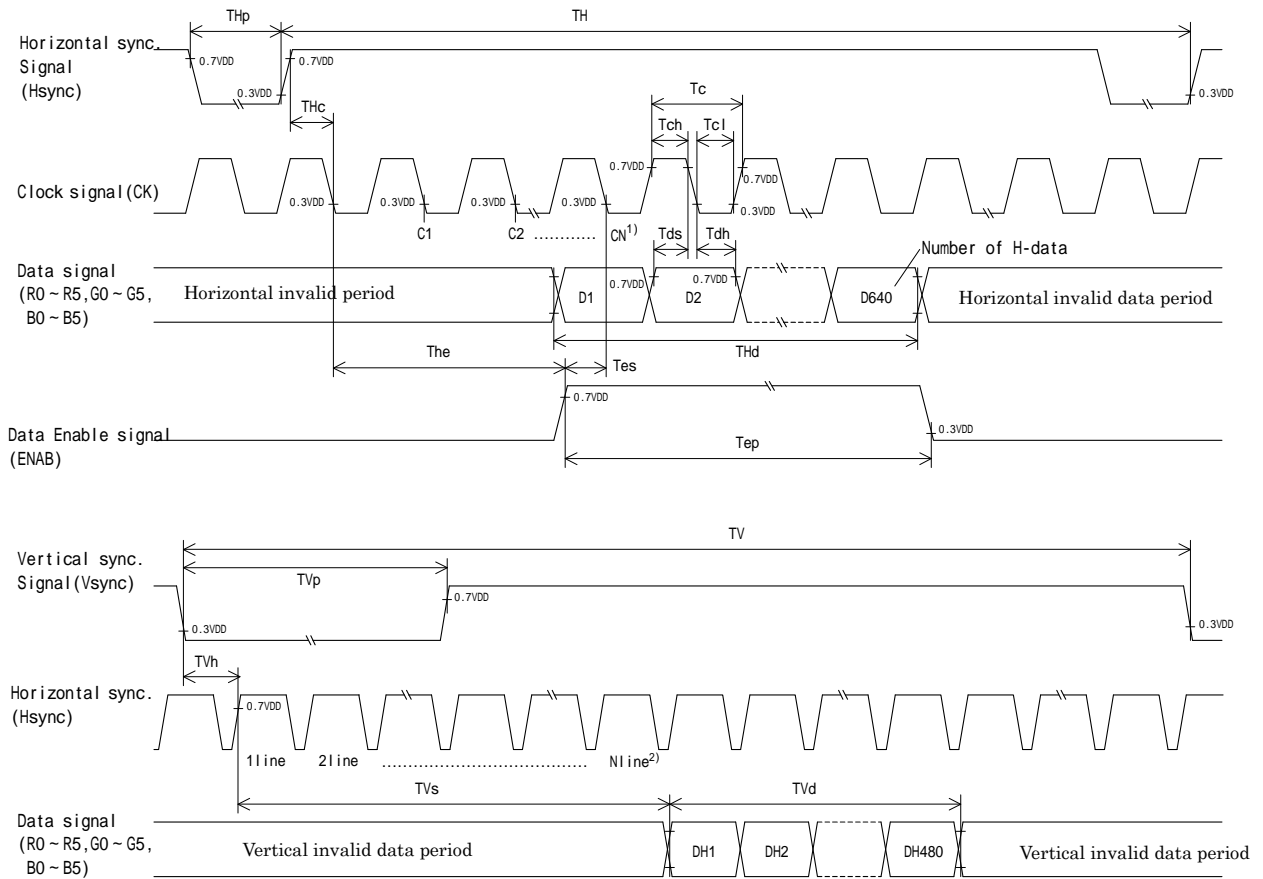 THp
TH
Horizontal sync.
Signal
(Hsync)
0.7VDD
0.3VDD
0.7VDD
0.3VDD
THc
Tc
Tch
Tcl
Clock signal(CK)
0.3VDD
0.3VDD
0.3VDD
0.3VDD
0.7VDD
0.7VDD
0.3VDD
C1
C2
............
CN1)
Tds
Tdh
Number of H-data
Data signal
(R0~R5,G0~G5,
B0~B5)
Horizontal invalid period
D1
0.7VDD
D2
0.7VDD
D640
Horizontal invalid data period
THd
The
Tes
0.7VDD
Data Enable signal
(ENAB)
Tep
0.3VDD
TV
Vertical sync.
Signal(Vsync)
TVp
0.7VDD
0.3VDD
0.3VDD
TVh
Horizontal sync.
(Hsync)
0.7VDD
1line 2line ...................................... Nline2)
TVs
TVd
Data signal
(R0~R5,G0~G5,
B0~B5)
Vertical invalid data period
DH1
DH2
DH480
Vertical invalid data period